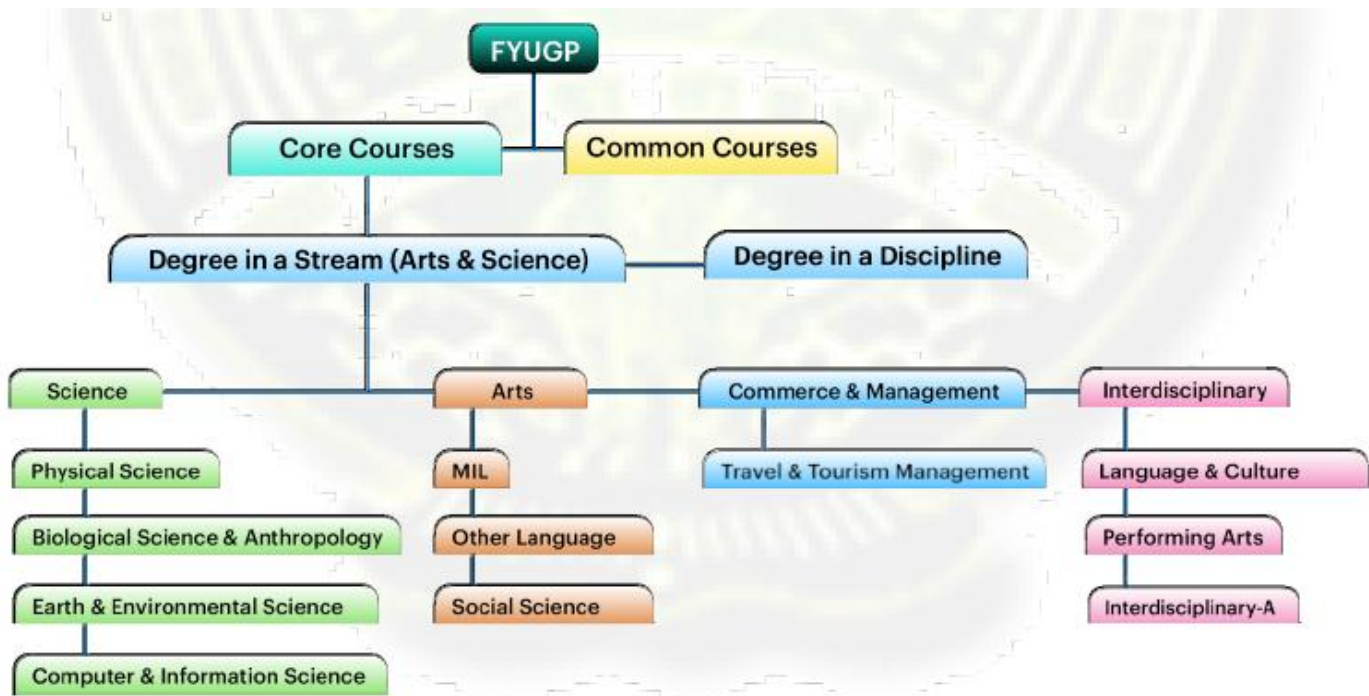 FYUGP
Core Courses
Common Courses
Degree in a Stream (Arts & Science)
Degree in a Discipline
Science
Arts
Commerce & Management
Interdisciplinary
Physical Science
MIL
Travel & Tourism Management
Language & Culture
Biological Science & Anthropology
Other Language
Performing Arts
Earth & Environmental Science
Social Science
Interdisciplinary-A
Computer & Information Science